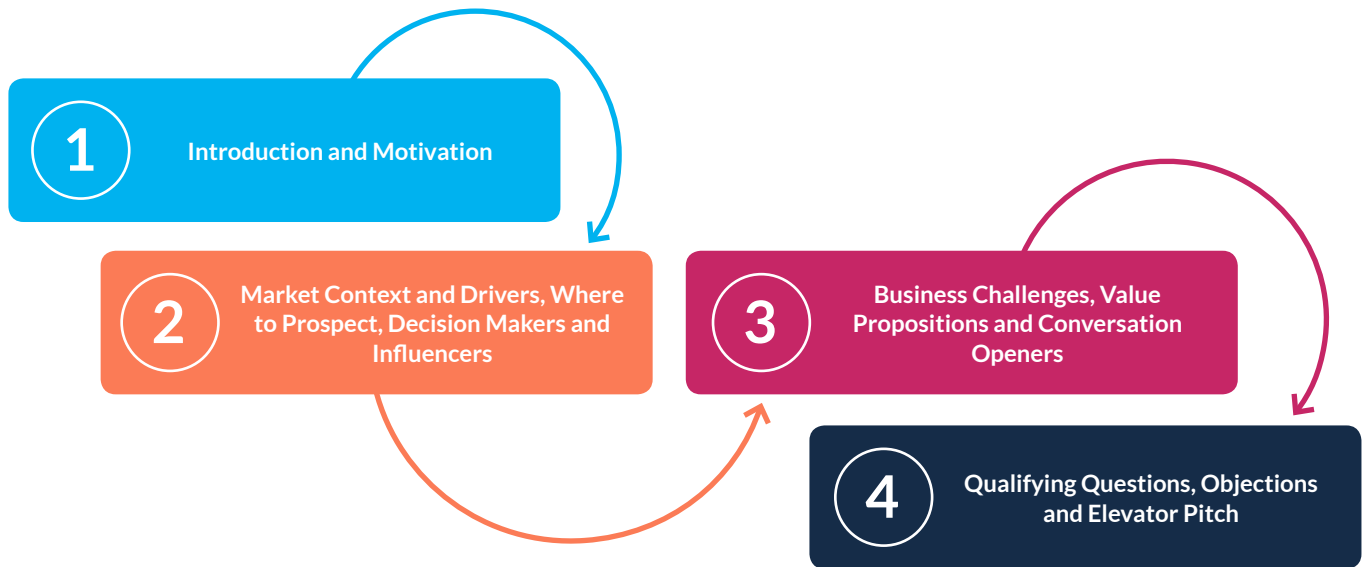 1
Introduction and Motivation
2
Market Context and Drivers, Where
to Prospect, Decision Makers and
Influencers
3
Business Challenges, Value
Propositions and Conversation
Openers
4
Qualifying Questions, Objections
and Elevator Pitch